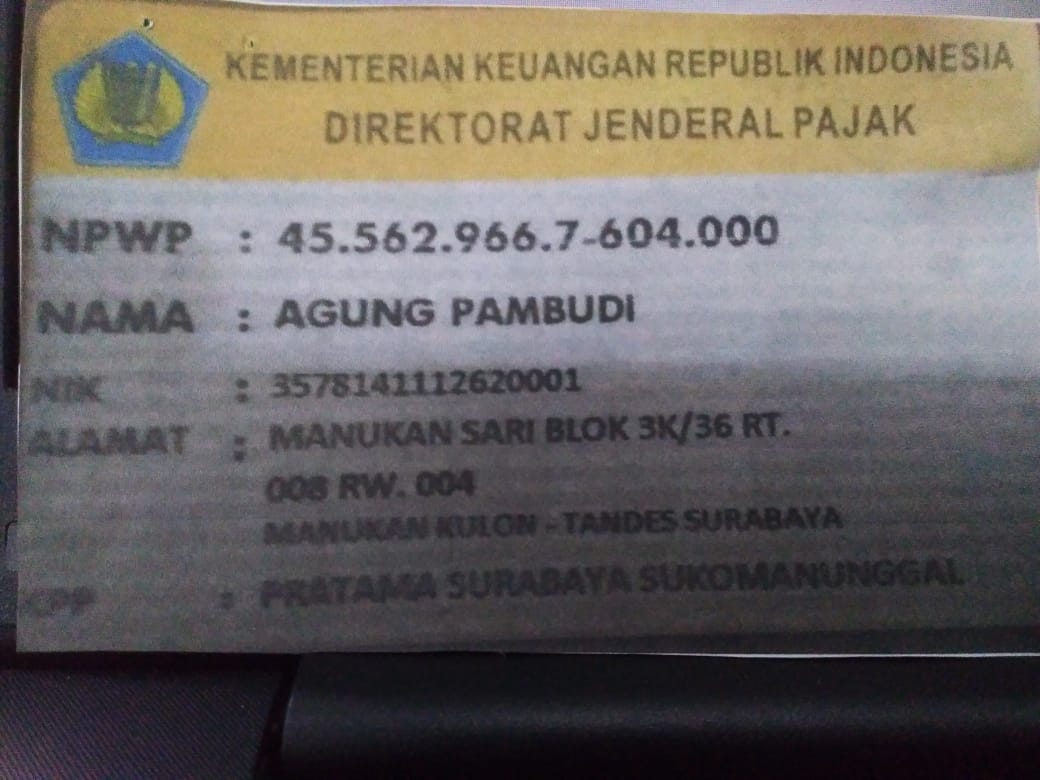 KEMENTERIAN KEUANGAN REPUBLIK INDONESIA
DIREKTORAT JENDERAL PAJAK
NPWP : 45.562.966.7-604.000
NAMA : AGUNG PAMBUDI
NIK : 3578141112620001
ALAMAT : MANUKAN SARI BLOK 3K/36 RT.
008 RW. 004
MANUKAN KULON - TANDES SURABAYA
KPP : PRATAMA SURABAYA SUKOMANUNGGAL